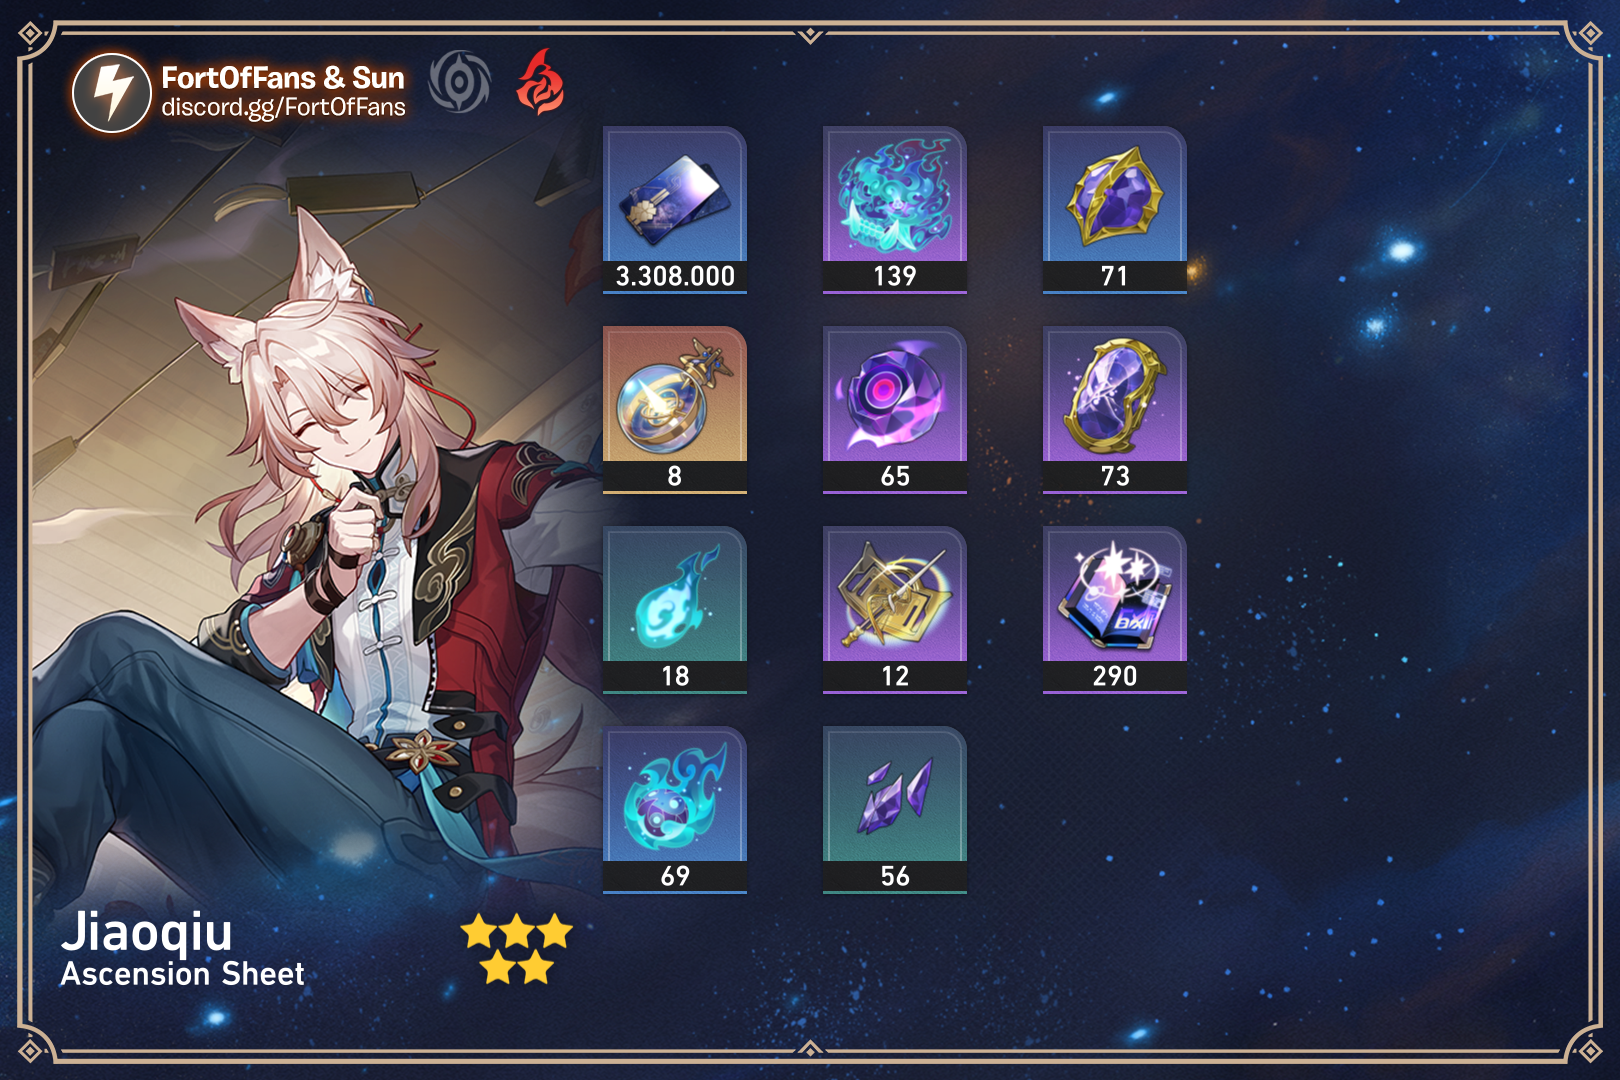 FortOfFans & Sun
discord.gg/FortOfFans
3.308.000
139
71
8
65
73
18
12
290
69
56
Jiaoqiu
Ascension Sheet